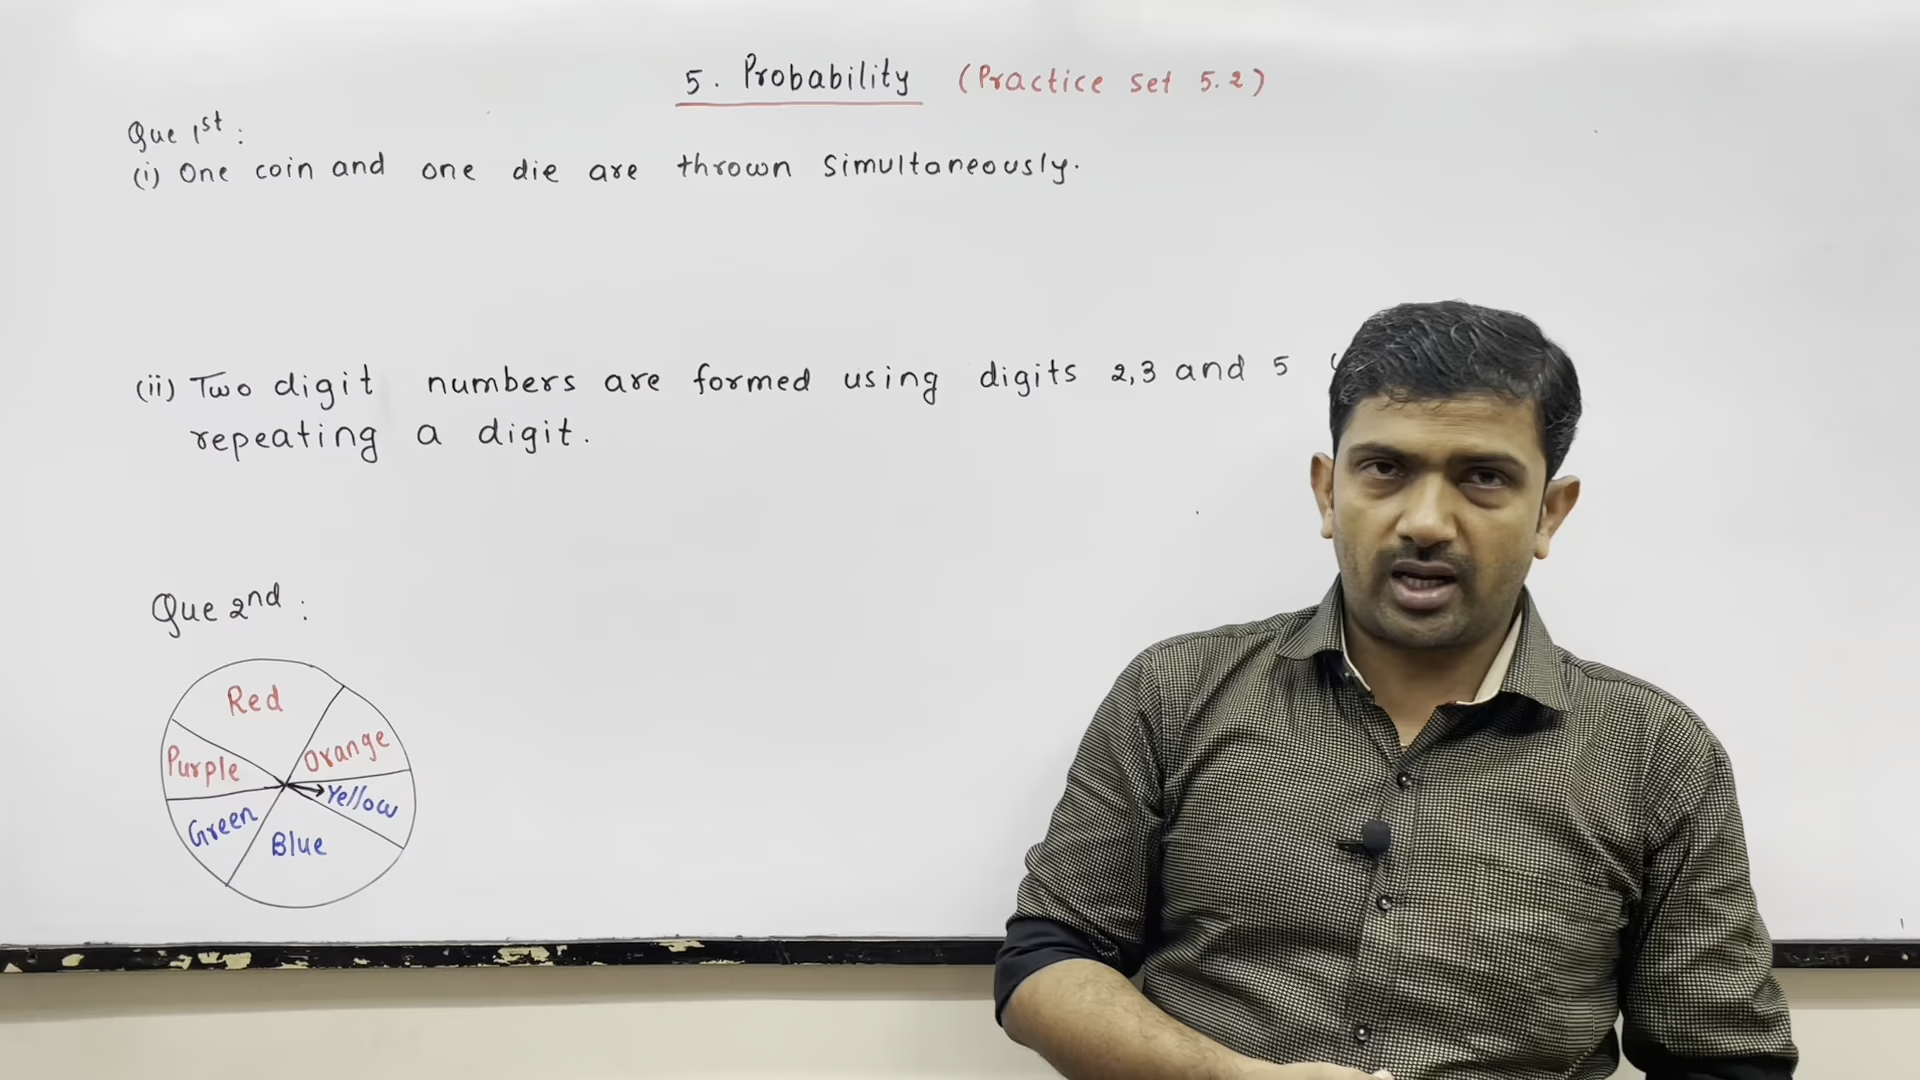 5. Probability (Practice set 5.2)
Que 1st:
(i) One coin and one die are thrown simultaneously.
(ii) Two digit numbers are formed using digits 2,3 and 5
repeating a digit.
Que 2nd :
Red
Orange
Purple
Yellow
Green
Blue